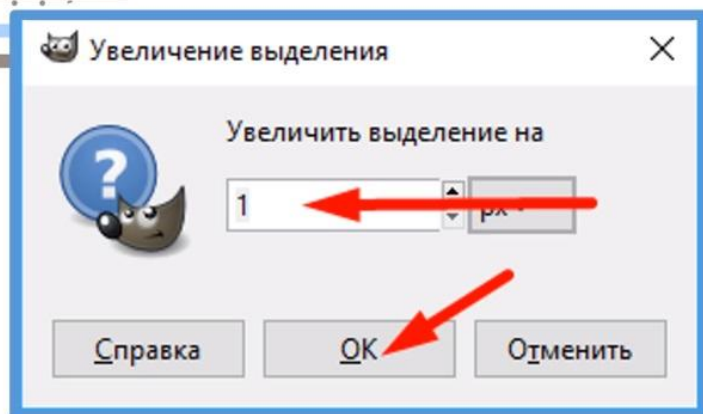 Увеличение выделения
Увеличить выделение на
1 px
Справка OK Отменить